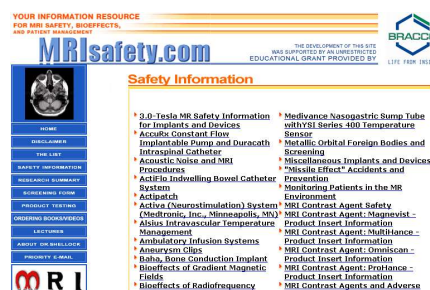 YOUR INFORMATION RESOURCE
FOR MRI SAFETY, BIOEFFECTS,
AND PATIENT MANAGEMENT
MRIsafety.com
THE DEVELOPMENT OF THIS SITE
WAS SUPPORTED BY AN UNRESTRICTED
EDUCATIONAL GRANT PROVIDED BY
BRACCO
LIFE FROM INSI
Safety Information
HOME
DISCLAIMER
THE LIST
SAFETY INFORMATION
RESEARCH SUMMARY
SCREENING FORM
PRODUCT TESTING
ORDERING BOOKS/VIDEOS
LECTURES
ABOUT DR SHELLOCK
PRIORITY E-MAIL
M R I
3.0-Tesla MR Safety Information
for Implants and Devices
AccuRx Constant Flow
Implantable Pump and Duracath
Intraspinal Catheter
Acoustic Noise and MRI
Procedures
ActiFlo Indwelling Bowel Catheter
System
Actipatch
Activa (Neurostimulation) System
(Medtronic, Inc., Minneapolis, MN)
Alsius Intravascular Temperature
Management
Ambulatory Infusion Systems
Aneurysm Clips
Baha, Bone Conduction Implant
Bioeffects of Gradient Magnetic
Fields
Bioeffects of Radiofrequency
Medivance Nasogastric Sump Tube
withYSI Series 400 Temperature
Sensor
Metallic Orbital Foreign Bodies and
Screening
Miscellaneous Implants and Devices
"Missile Effect" Accidents and
Prevention
Monitoring Patients in the MR
Environment
MRI Contrast Agent Safety
MRI Contrast Agent: Magnevist -
Product Insert Information
MRI Contrast Agent: MultiHance -
Product Insert Information
MRI Contrast Agent: Omniscan -
Product Insert Information
MRI Contrast Agent: ProHance -
Product Insert Information
MRI Contrast Agents and Adverse